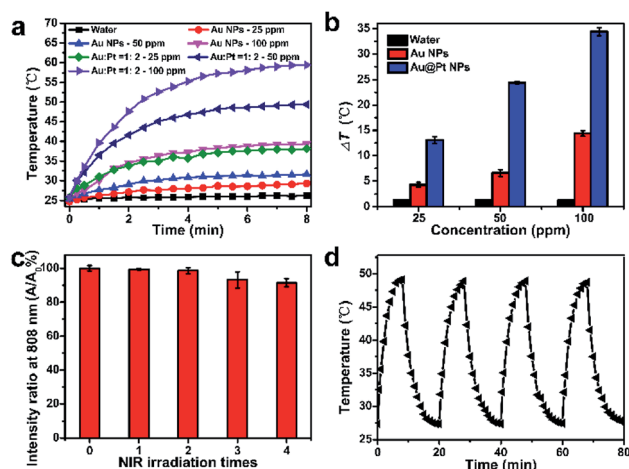 a
Temperature (℃)
70
65
60
55
50
45
40
35
30
25
Water
Au NPs - 25 ppm
Au NPs - 50 ppm
Au NPs - 100 ppm
Au:Pt =1: 2 - 25 ppm
Au:Pt =1: 2 - 50 ppm
Au:Pt =1: 2 - 100 ppm
0 2 4 6 8
Time (min)
b
ΔT (℃)
35
30
25
20
15
10
5
0
Water
Au NPs
Au@Pt NPs
25 50 100
Concentration (ppm)
c
Intensity ratio at 808 nm (A/A0%)
120
100
80
60
40
20
0
0 1 2 3 4
NIR irradiation times
d
Temperature (℃)
50
45
40
35
30
25
0 20 40 60 80
Time (min)